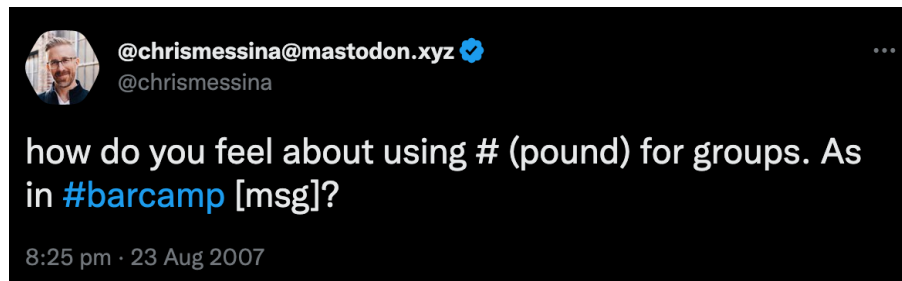 @chrismessina@mastodon.xyz
@chrismessina
how do you feel about using # (pound) for groups. As
in #barcamp [msg]?
8:25 pm · 23 Aug 2007